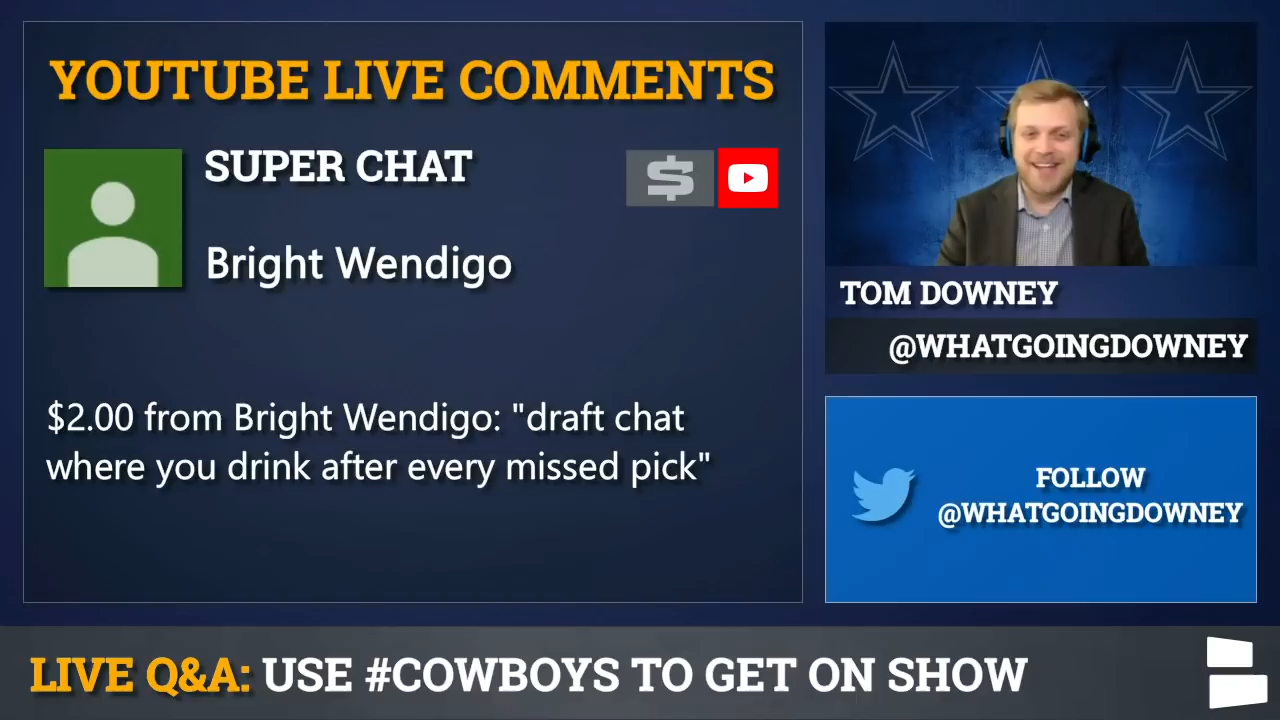 YOUTUBE LIVE COMMENTS
SUPER CHAT
Bright Wendigo
$2.00 from Bright Wendigo: "draft chat
where you drink after every missed pick"
TOM DOWNEY
@WHATGOINGDOWNEY
FOLLOW
@WHATGOINGDOWNEY
LIVE Q&A: USE #COWBOYS TO GET ON SHOW